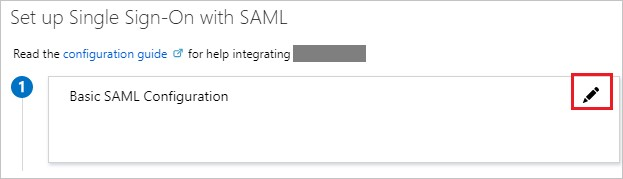 Set up Single Sign-On with SAML
Read the configuration guide for help integrating
1
Basic SAML Configuration